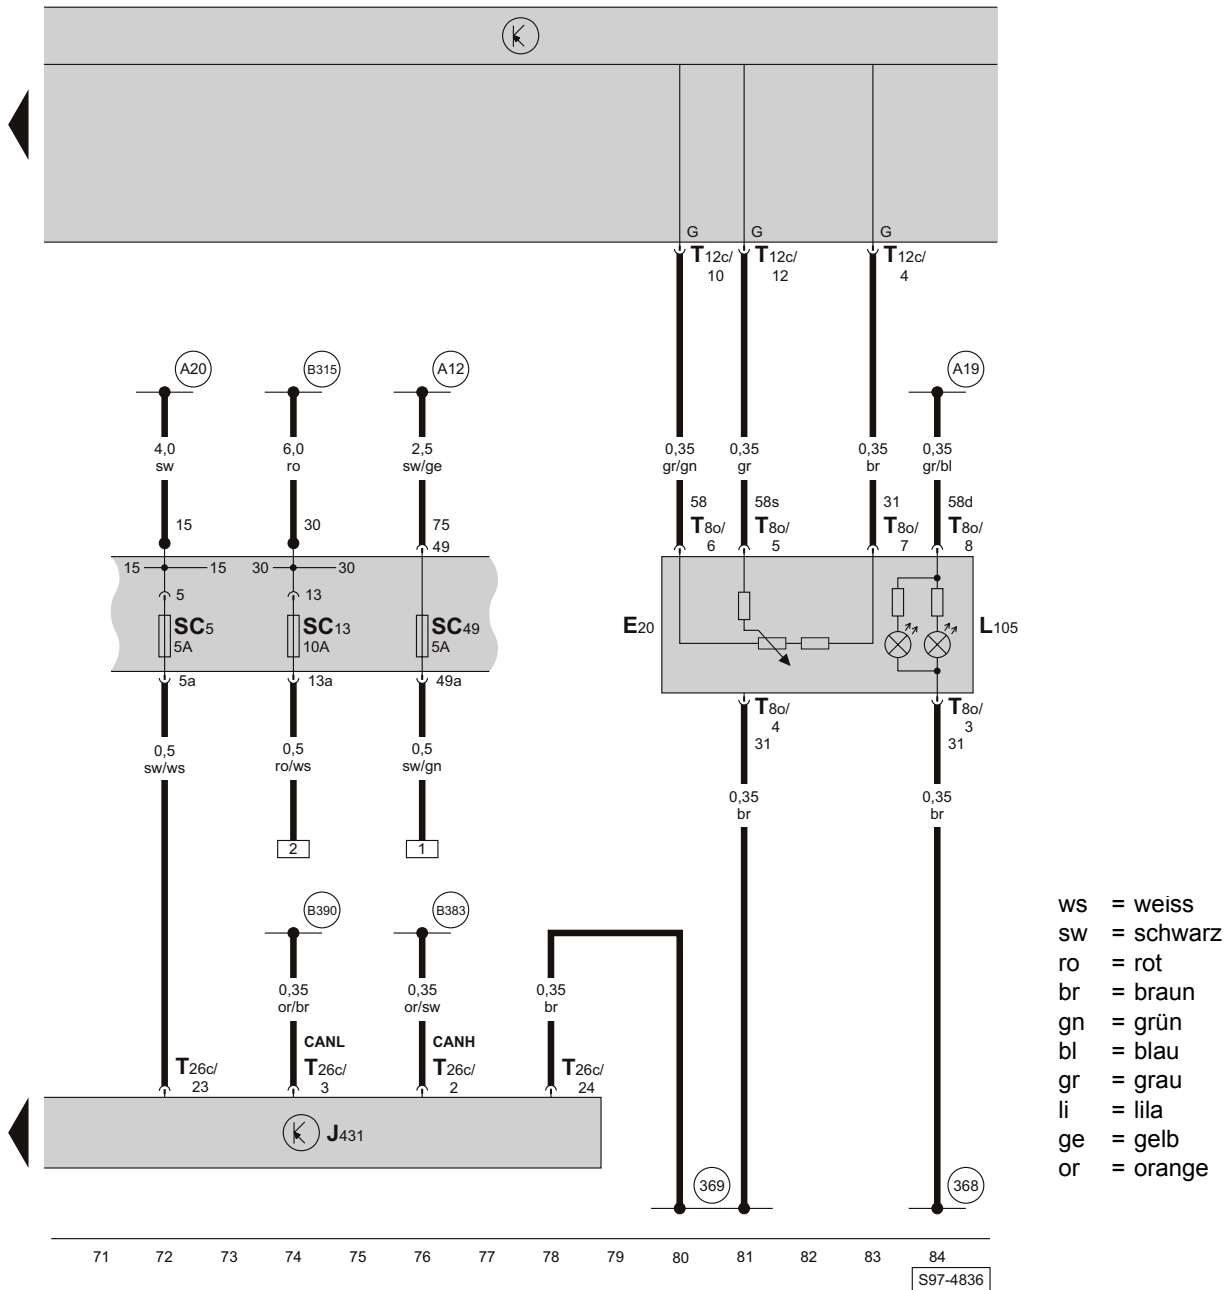 G G G
T12c/ T12c/ T12c/
10 12 4
A20 B315 A12 A19
4,0 6,0 2,5 0,35 0,35 0,35 0,35
sw ro sw/ge gr/gn gr br gr/bl
58 58s 31 58d
15 30 75 T8o/ T8o/ T8o/ T8o/
49 6 5 7 8
15 15 30 30
5 13
SC5 SC13 SC49 E20 L105
5A 10A 5A
5a 13a 49a
T8o/ T8o/
4 3
31 31
0,5 0,5 0,5
sw/ws ro/ws sw/gn
0,35 0,35
br br
2 1
B390 B383
0,35 0,35 0,35
or/br or/sw br
CANL CANH
T26c/ T26c/ T26c/ T26c/
23 3 2 24
J431
369 368
71 72 73 74 75 76 77 78 79 80 81 82 83 84
S97-4836
ws = weiss
sw = schwarz
ro = rot
br = braun
gn = grün
bl = blau
gr = grau
li = lila
ge = gelb
or = orange